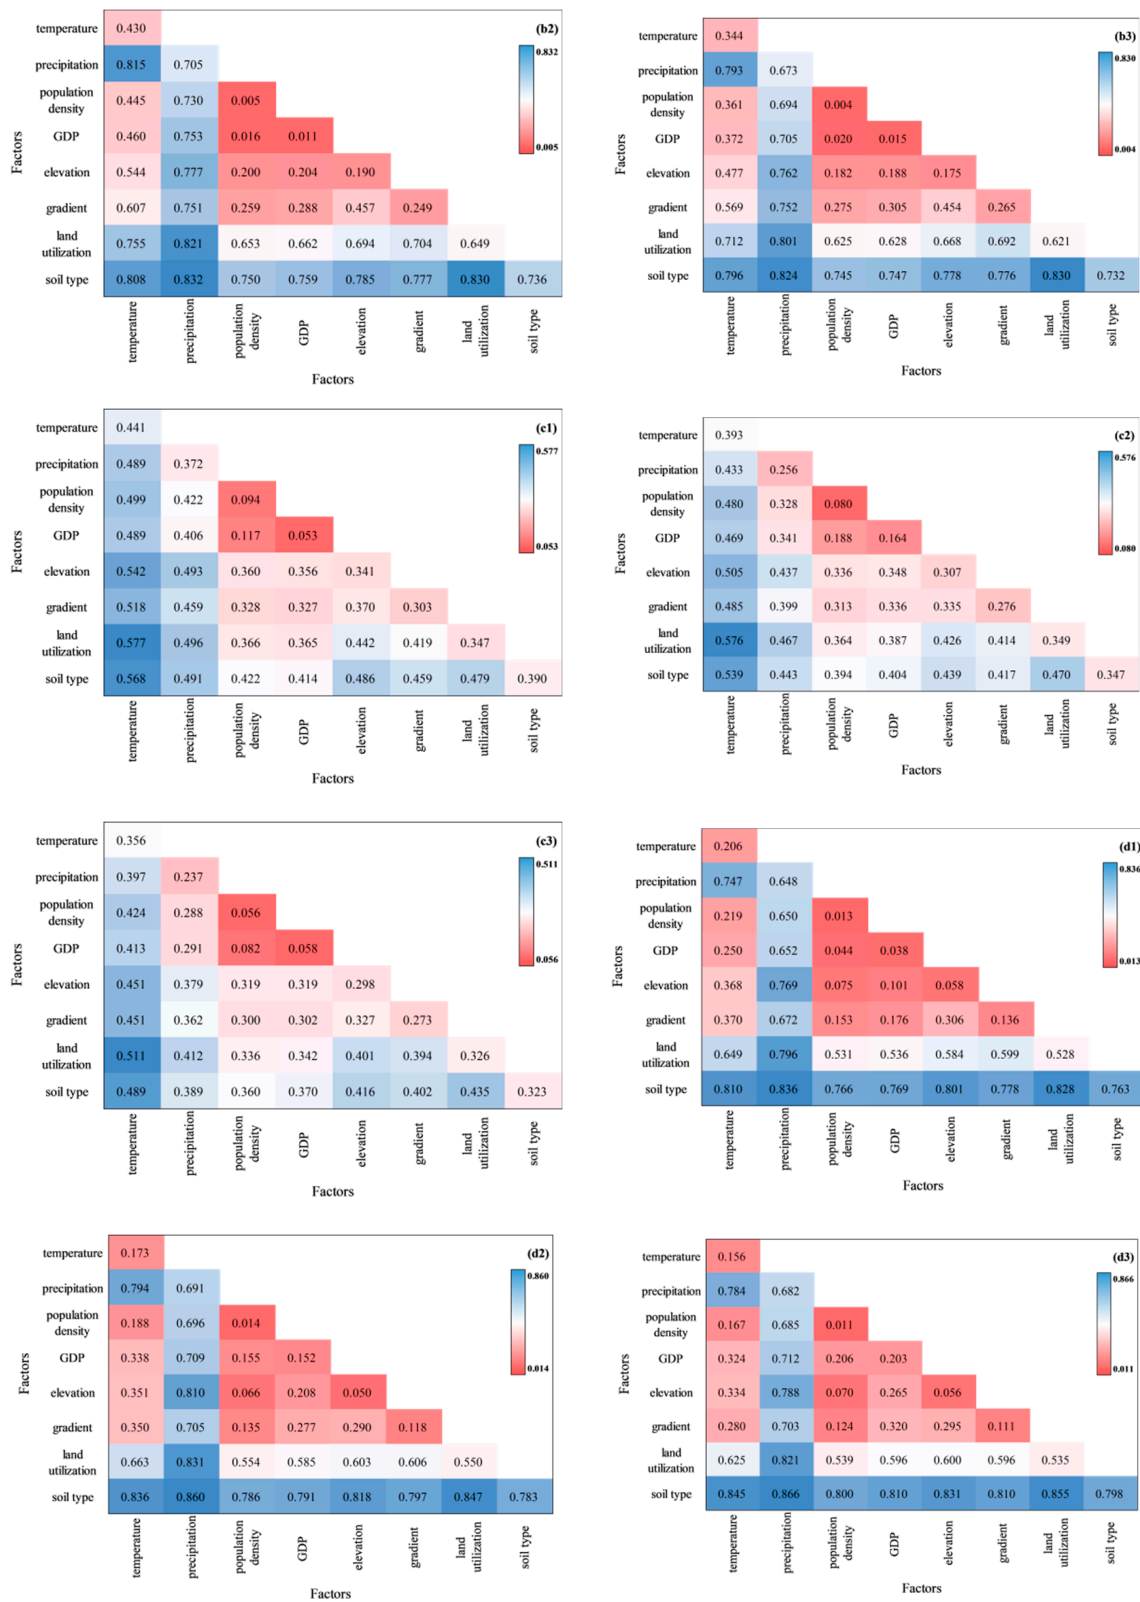 temperature 0.430 (b2)
precipitation 0.815 0.705 0.832
population
density 0.445 0.730 0.005
GDP 0.460 0.753 0.016 0.011 0.005
elevation 0.544 0.777 0.200 0.204 0.190
gradient 0.607 0.751 0.259 0.288 0.457 0.249
land
utilization 0.755 0.821 0.653 0.662 0.694 0.704 0.649
soil type 0.808 0.832 0.750 0.759 0.785 0.777 0.830 0.736
Factors
temperature precipitation population density GDP elevation gradient land utilization soil type
Factors
temperature 0.344 (b3)
precipitation 0.793 0.673 0.830
population
density 0.361 0.694 0.004
GDP 0.372 0.705 0.020 0.015 0.004
elevation 0.477 0.762 0.182 0.188 0.175
gradient 0.569 0.752 0.275 0.305 0.454 0.265
land
utilization 0.712 0.801 0.625 0.628 0.668 0.692 0.621
soil type 0.796 0.824 0.745 0.747 0.778 0.776 0.830 0.732
Factors
temperature precipitation population density GDP elevation gradient land utilization soil type
Factors
temperature 0.441 (c1)
precipitation 0.489 0.372 0.577
population
density 0.499 0.422 0.094
GDP 0.489 0.406 0.117 0.053 0.053
elevation 0.542 0.493 0.360 0.356 0.341
gradient 0.518 0.459 0.328 0.327 0.370 0.303
land
utilization 0.577 0.496 0.366 0.365 0.442 0.419 0.347
soil type 0.568 0.491 0.422 0.414 0.486 0.459 0.479 0.390
Factors
temperature precipitation population density GDP elevation gradient land utilization soil type
Factors
temperature 0.393 (c2)
precipitation 0.433 0.256 0.576
population
density 0.480 0.328 0.080
GDP 0.469 0.341 0.188 0.164 0.080
elevation 0.505 0.437 0.336 0.348 0.307
gradient 0.485 0.399 0.313 0.336 0.335 0.276
land
utilization 0.576 0.467 0.364 0.387 0.426 0.414 0.349
soil type 0.539 0.443 0.394 0.404 0.439 0.417 0.470 0.347
Factors
temperature precipitation population density GDP elevation gradient land utilization soil type
Factors
temperature 0.356 (c3)
precipitation 0.397 0.237 0.511
population
density 0.424 0.288 0.056
GDP 0.413 0.291 0.082 0.058 0.056
elevation 0.451 0.379 0.319 0.319 0.298
gradient 0.451 0.362 0.300 0.302 0.327 0.273
land
utilization 0.511 0.412 0.336 0.342 0.401 0.394 0.326
soil type 0.489 0.389 0.360 0.370 0.416 0.402 0.435 0.323
Factors
temperature precipitation population density GDP elevation gradient land utilization soil type
Factors
temperature 0.206 (d1)
precipitation 0.747 0.648 0.836
population
density 0.219 0.650 0.013
GDP 0.250 0.652 0.044 0.038 0.013
elevation 0.368 0.769 0.075 0.101 0.058
gradient 0.370 0.672 0.153 0.176 0.306 0.136
land
utilization 0.649 0.796 0.531 0.536 0.584 0.599 0.528
soil type 0.810 0.836 0.766 0.769 0.801 0.778 0.828 0.763
Factors
temperature precipitation population density GDP elevation gradient land utilization soil type
Factors
temperature 0.173 (d2)
precipitation 0.794 0.691 0.860
population
density 0.188 0.696 0.014
GDP 0.338 0.709 0.155 0.152 0.014
elevation 0.351 0.810 0.066 0.208 0.050
gradient 0.350 0.705 0.135 0.277 0.290 0.118
land
utilization 0.663 0.831 0.554 0.585 0.603 0.606 0.550
soil type 0.836 0.860 0.786 0.791 0.818 0.797 0.847 0.783
Factors
temperature precipitation population density GDP elevation gradient land utilization soil type
Factors
temperature 0.156 (d3)
precipitation 0.784 0.682 0.866
population
density 0.167 0.685 0.011
GDP 0.324 0.712 0.206 0.203 0.011
elevation 0.334 0.788 0.070 0.265 0.056
gradient 0.280 0.703 0.124 0.320 0.295 0.111
land
utilization 0.625 0.821 0.539 0.596 0.600 0.596 0.535
soil type 0.845 0.866 0.800 0.810 0.831 0.810 0.855 0.798
Factors
temperature precipitation population density GDP elevation gradient land utilization soil type
Factors